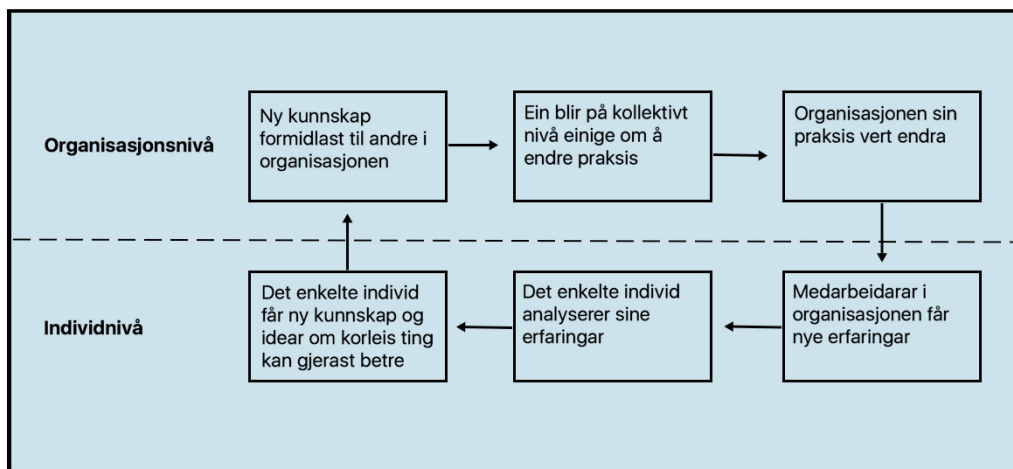 Organisasjonsnivå
Ny kunnskap
formidlast til andre i
organisasjonen
Ein blir på kollektivt
nivå einige om å
endre praksis
Organisasjonen sin
praksis vert endra
Individnivå
Det enkelte individ
får ny kunnskap og
idear om korleis ting
kan gjerast betre
Det enkelte individ
analyserer sine
erfaringar
Medarbeidarar i
organisasjonen får
nye erfaringar